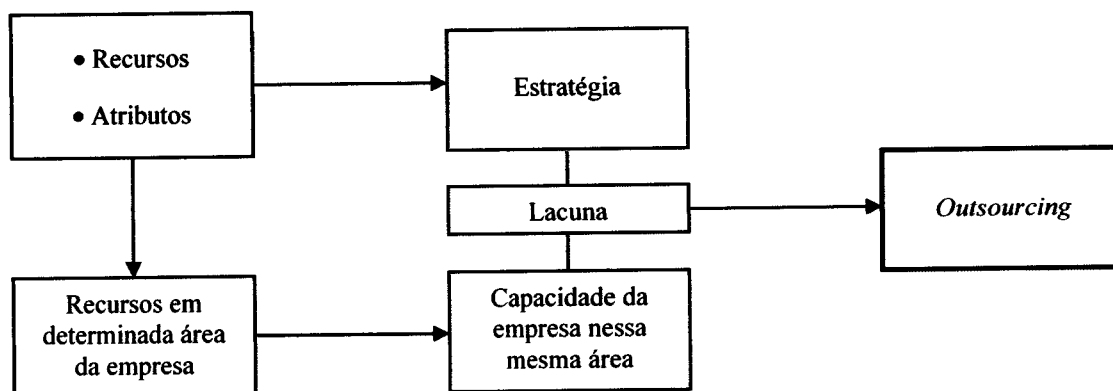 • Recursos
• Atributos
Estratégia
Lacuna
Outsourcing
Recursos em
determinada área
da empresa
Capacidade da
empresa nessa
mesma área